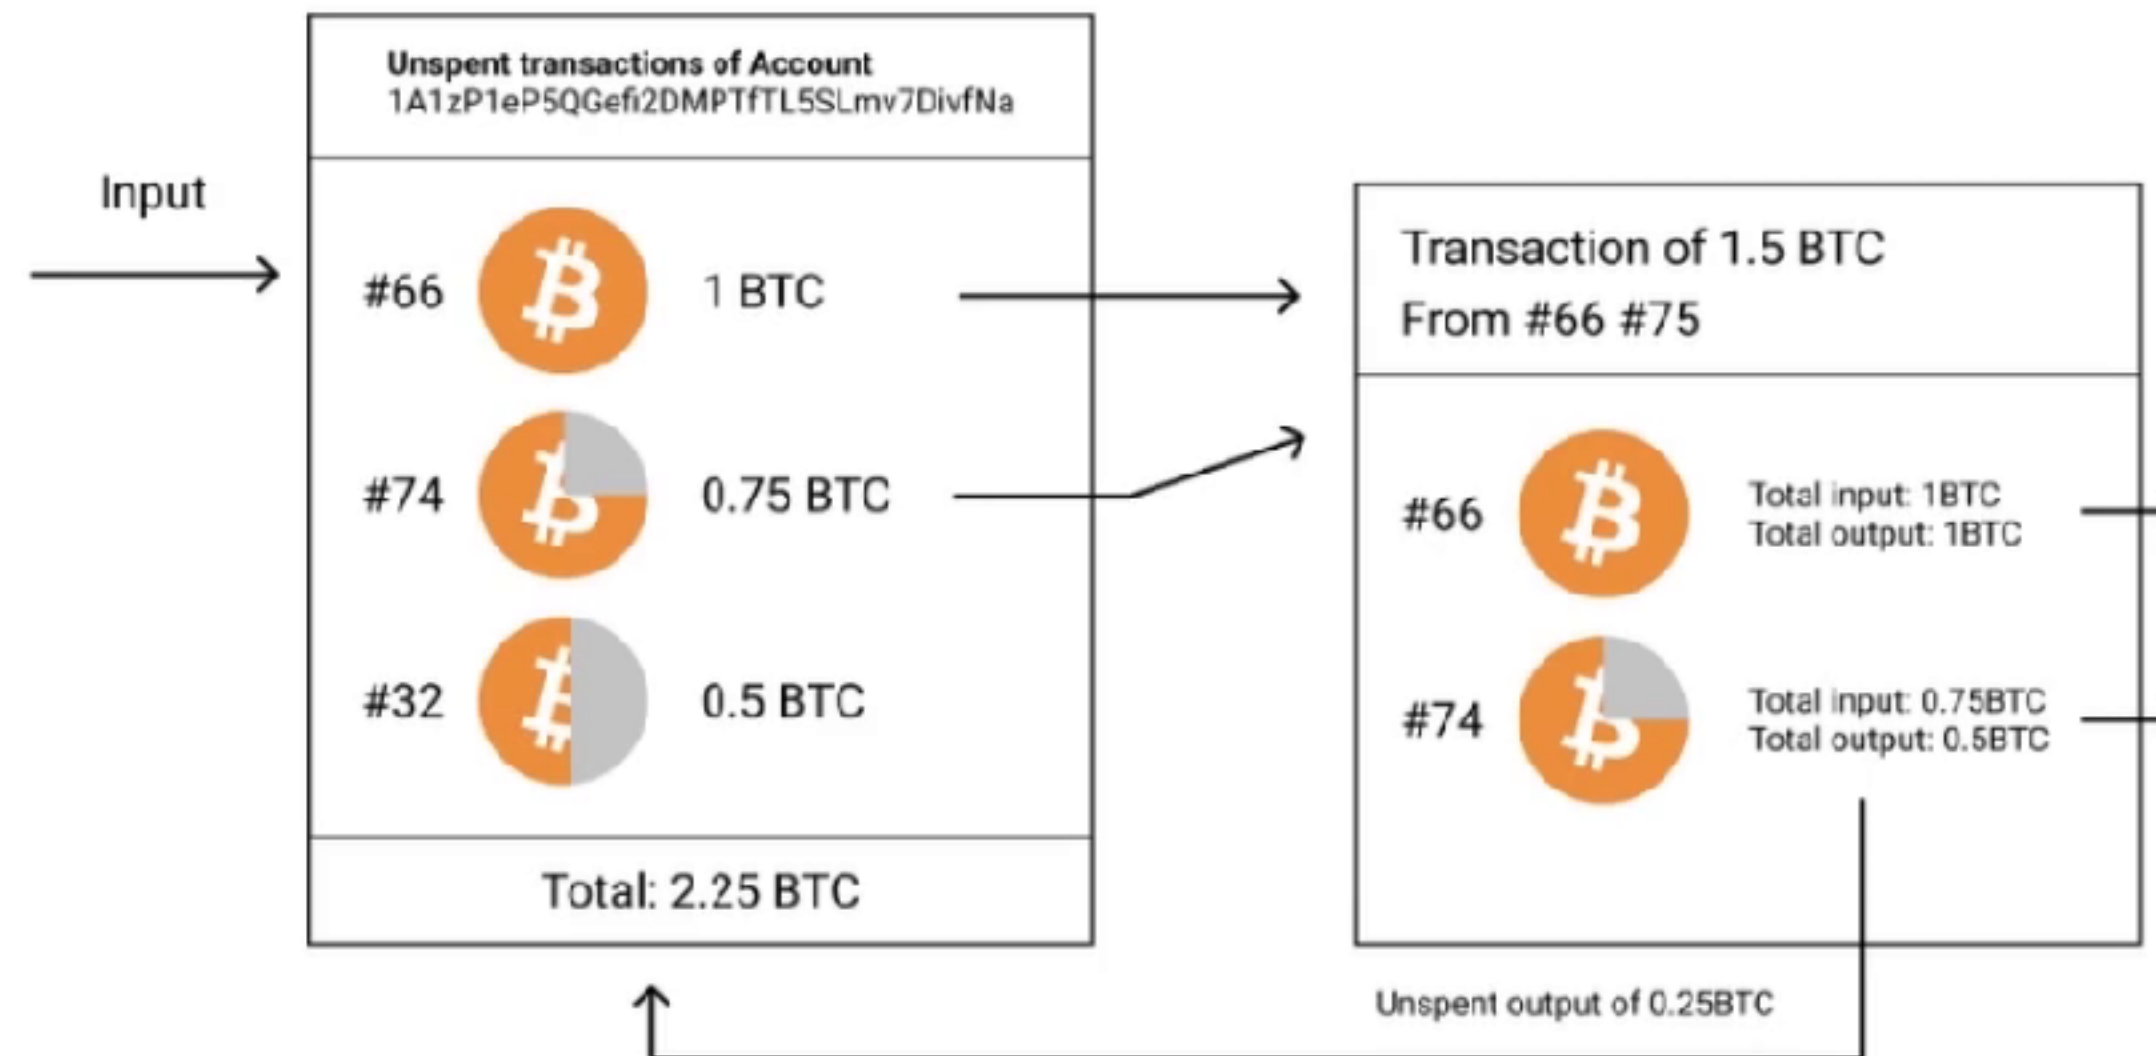 Unspent transactions of Account
1A1zP1eP5QGefi2DMPTfTL5SLmv7DivfNa
Input
#66 1 BTC
#74 0.75 BTC
#32 0.5 BTC
Total: 2.25 BTC
Transaction of 1.5 BTC
From #66 #75
#66
Total input: 1BTC
Total output: 1BTC
#74
Total input: 0.75BTC
Total output: 0.5BTC
Unspent output of 0.25BTC